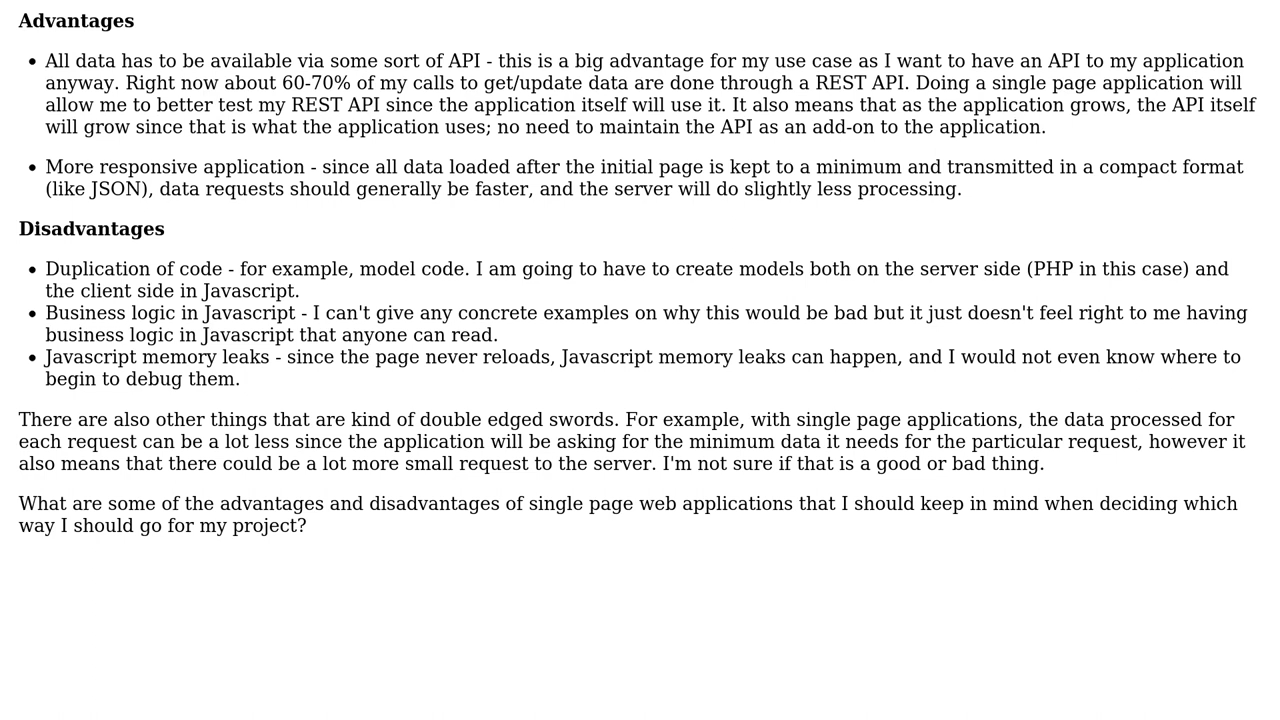 Advantages
• All data has to be available via some sort of API - this is a big advantage for my use case as I want to have an API to my application
anyway. Right now about 60-70% of my calls to get/update data are done through a REST API. Doing a single page application will
allow me to better test my REST API since the application itself will use it. It also means that as the application grows, the API itself
will grow since that is what the application uses; no need to maintain the API as an add-on to the application.
• More responsive application - since all data loaded after the initial page is kept to a minimum and transmitted in a compact format
(like JSON), data requests should generally be faster, and the server will do slightly less processing.
Disadvantages
• Duplication of code - for example, model code. I am going to have to create models both on the server side (PHP in this case) and
the client side in Javascript.
• Business logic in Javascript - I can't give any concrete examples on why this would be bad but it just doesn't feel right to me having
business logic in Javascript that anyone can read.
• Javascript memory leaks - since the page never reloads, Javascript memory leaks can happen, and I would not even know where to
begin to debug them.
There are also other things that are kind of double edged swords. For example, with single page applications, the data processed for
each request can be a lot less since the application will be asking for the minimum data it needs for the particular request, however it
also means that there could be a lot more small request to the server. I'm not sure if that is a good or bad thing.
What are some of the advantages and disadvantages of single page web applications that I should keep in mind when deciding which
way I should go for my project?